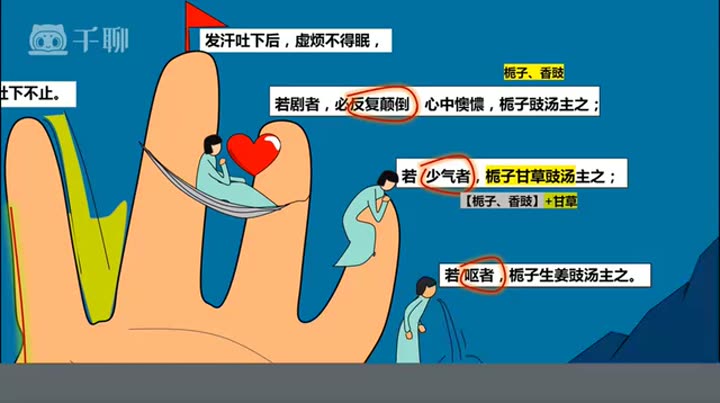 千聊
发汗吐下后，虚烦不得眠，
吐下不止。
栀子、香豉
若剧者，必反复颠倒 心中懊憹，栀子豉汤主之；
若 少气者，栀子甘草豉汤主之；
【栀子、香豉】+甘草
若呕者，栀子生姜豉汤主之。